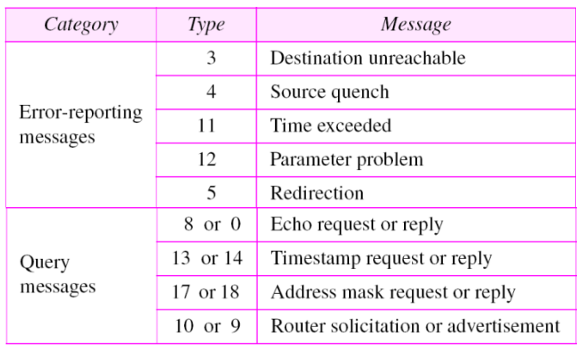 Category Type Message
Error-reporting messages
3 Destination unreachable
4 Source quench
11 Time exceeded
12 Parameter problem
5 Redirection
Query messages
8 or 0 Echo request or reply
13 or 14 Timestamp request or reply
17 or 18 Address mask request or reply
10 or 9 Router solicitation or advertisement